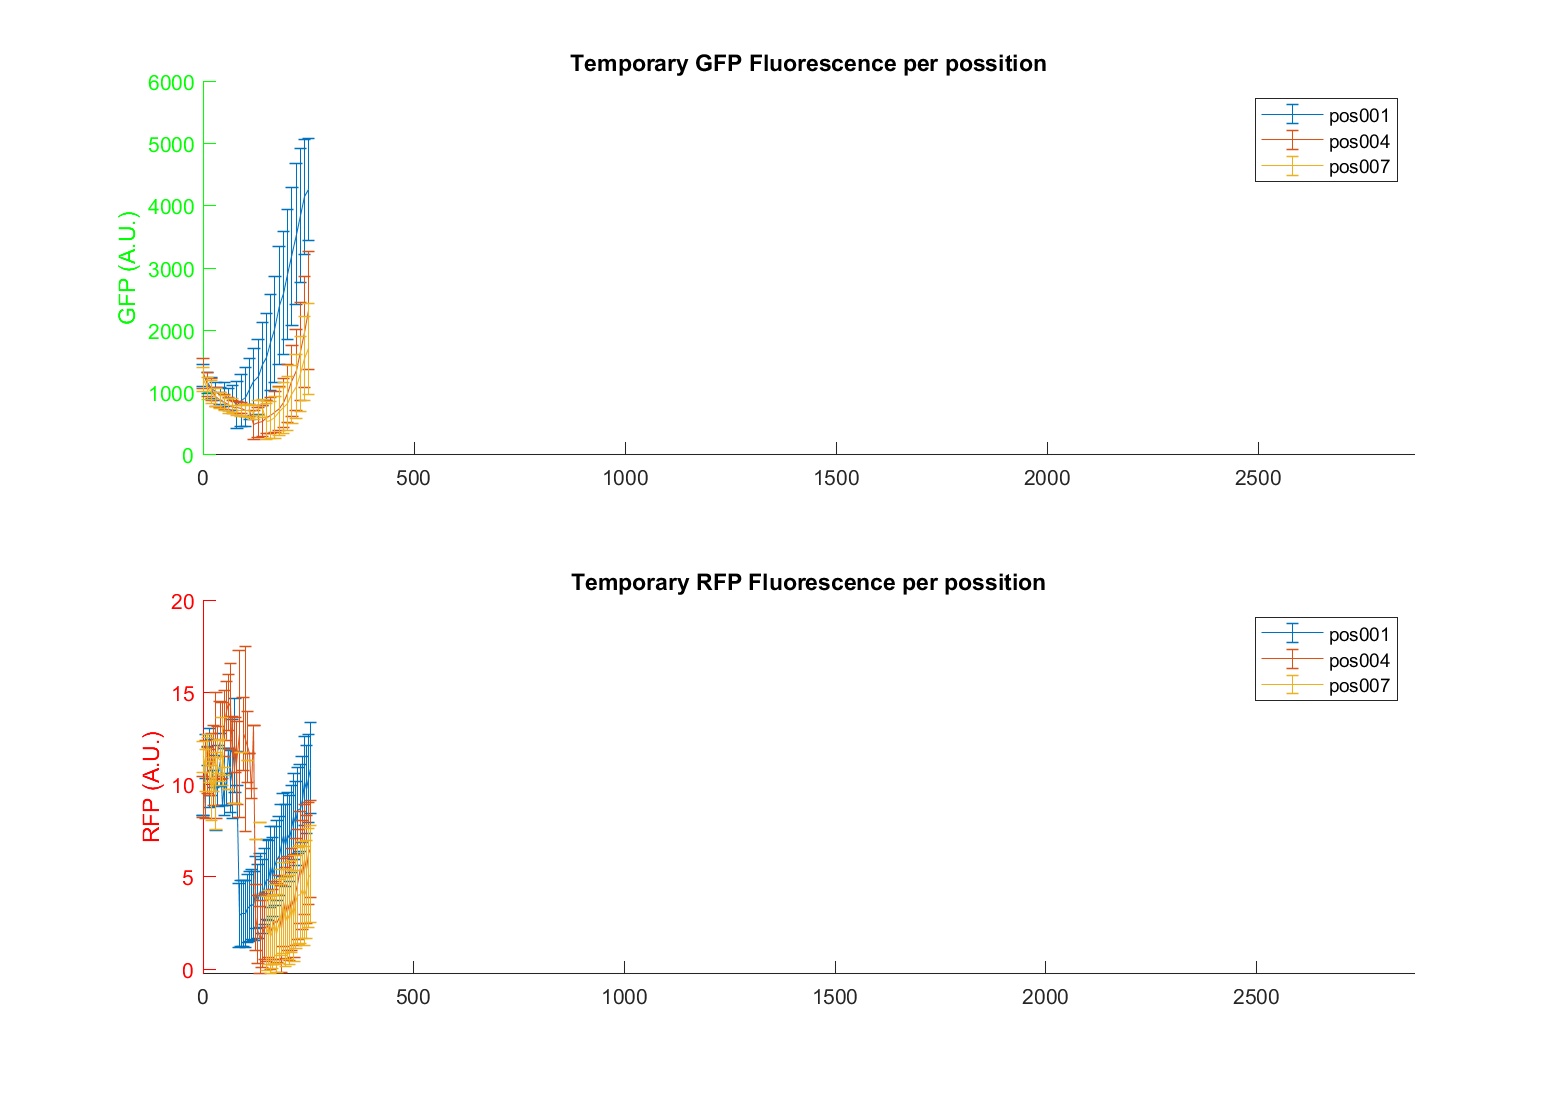 Temporary GFP Fluorescence per possition
6000
5000
4000
3000
2000
1000
0
GFP (A.U.)
0 500 1000 1500 2000 2500
pos001
pos004
pos007
Temporary RFP Fluorescence per possition
20
15
10
5
0
RFP (A.U.)
0 500 1000 1500 2000 2500
pos001
pos004
pos007